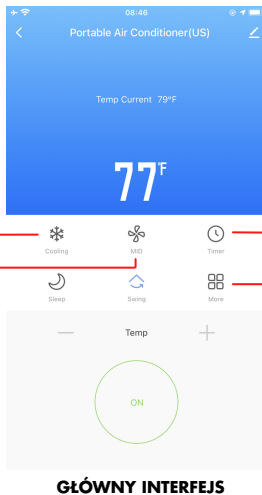 08:46
Portable Air Conditioner(US)
Temp Current 79°F
77°F
Cooling MID Timer
Sleep Swing More
— Temp +
ON
GŁÓWNY INTERFEJS